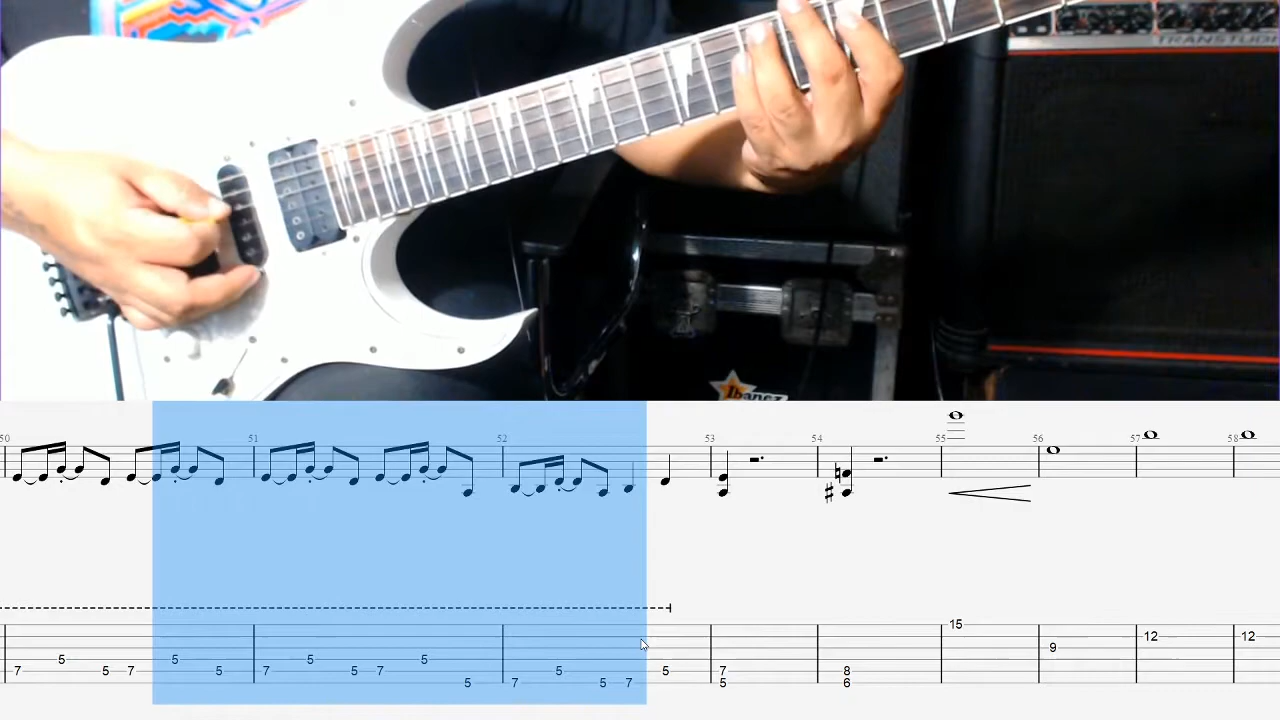 TRANSTUDI
Ibanez
50 51 52 53 54 55 56 57 58
15
12 12
5 5 5 5 9
7 5 7 5 7 5 7 5 5 7 8
5 7 5 7 5 6